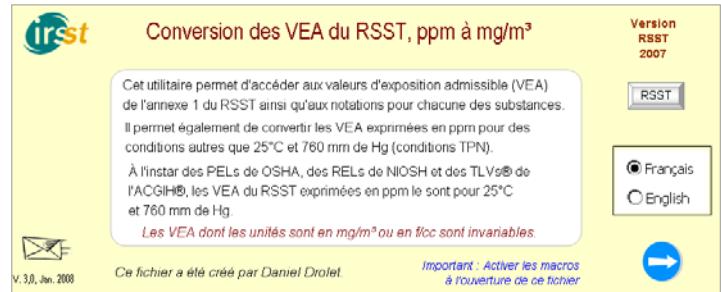 irsst
Conversion des VEA du RSST, ppm à mg/m³
Version
RSST
2007
Cet utilitaire permet d'accéder aux valeurs d'exposition admissible (VEA)
de l'annexe 1 du RSST ainsi qu'aux notations pour chacune des substances.
Il permet également de convertir les VEA exprimées en ppm pour des
conditions autres que 25°C et 760 mm de Hg (conditions TPN).
À l'instar des PELs de OSHA, des RELs de NIOSH et des TLVs® de
l'ACGIH®, les VEA du RSST exprimées en ppm le sont pour 25°C
et 760 mm de Hg.
Les VEA dont les unités sont en mg/m³ ou en f/cc sont invariables.
RSST
Français
English
V. 3,0, Jan. 2008
Ce fichier a été créé par Daniel Drolet.
Important : Activer les macros
à l'ouverture de ce fichier